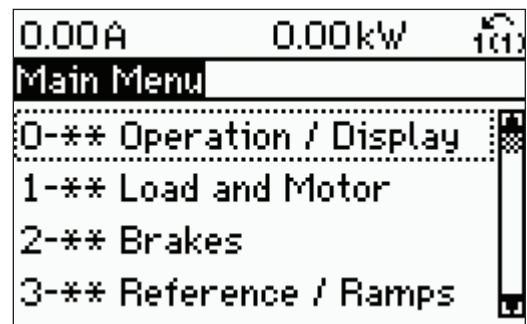 0.00A 0.00kW 1(1)
Main Menu
0-** Operation / Display
1-** Load and Motor
2-** Brakes
3-** Reference / Ramps